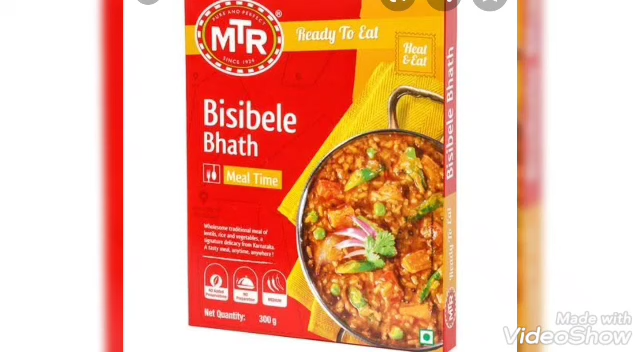 PURE AND PERFECT
MTR
SINCE 1924
Ready To Eat
Heat
& Eat
Bisibele
Bhath
Meal Time
Wholesome traditional meal of
lentils, rice and vegetables, a
signature delicacy from Karnataka.
A tasty meal, anytime, anywhere!
NO
Net Quantity: 300 g
MTR Ready To Eat Bisibele Bhath
Made with
VideoShow